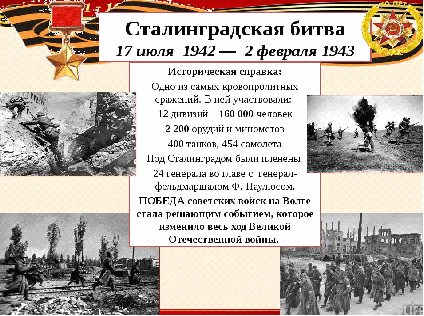 Сталинградская битва
17 июля 1942 — 2 февраля 1943
Историческая справка:
Одно из самых кровопролитных
сражений. В ней участвовали:
12 дивизий – 160 000 человек
2 200 орудий и миномётов
400 танков, 454 самолета
Под Сталинградом были пленены
24 генерала во главе с генерал-
фельдмаршалом Ф. Паулюсом.
ПОБЕДА советских войск на Волге
стала решающим событием, которое
изменило весь ход Великой
Отечественной войны.